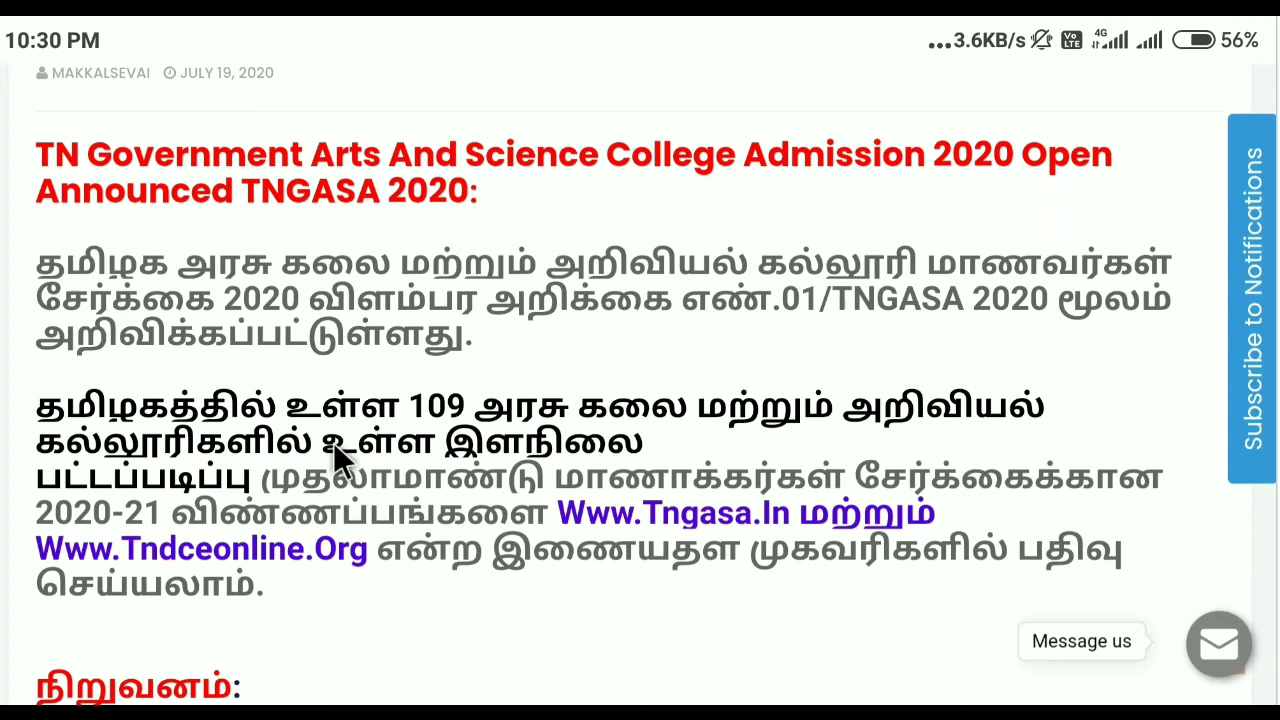 10:30 PM
...3.6KB/s Vo LTE 4G 56%
MAKKALSEVAI JULY 19, 2020
TN Government Arts And Science College Admission 2020 Open
Announced TNGASA 2020:
தமிழக அரசு கலை மற்றும் அறிவியல் கல்லூரி மாணவர்கள்
சேர்க்கை 2020 விளம்பர அறிக்கை எண்.01/TNGASA 2020 மூலம்
அறிவிக்கப்பட்டுள்ளது.
தமிழகத்தில் உள்ள 109 அரசு கலை மற்றும் அறிவியல்
கல்லூரிகளில் உள்ள இளநிலை
பட்டப்படிப்பு முதலாமாண்டு மாணாக்கர்கள் சேர்க்கைக்கான
2020-21 விண்ணப்பங்களை Www.Tngasa.In மற்றும்
Www.Tndceonline.Org என்ற இணையதள முகவரிகளில் பதிவு
செய்யலாம்.
நிறுவனம்:
Subscribe to Notifications
Message us